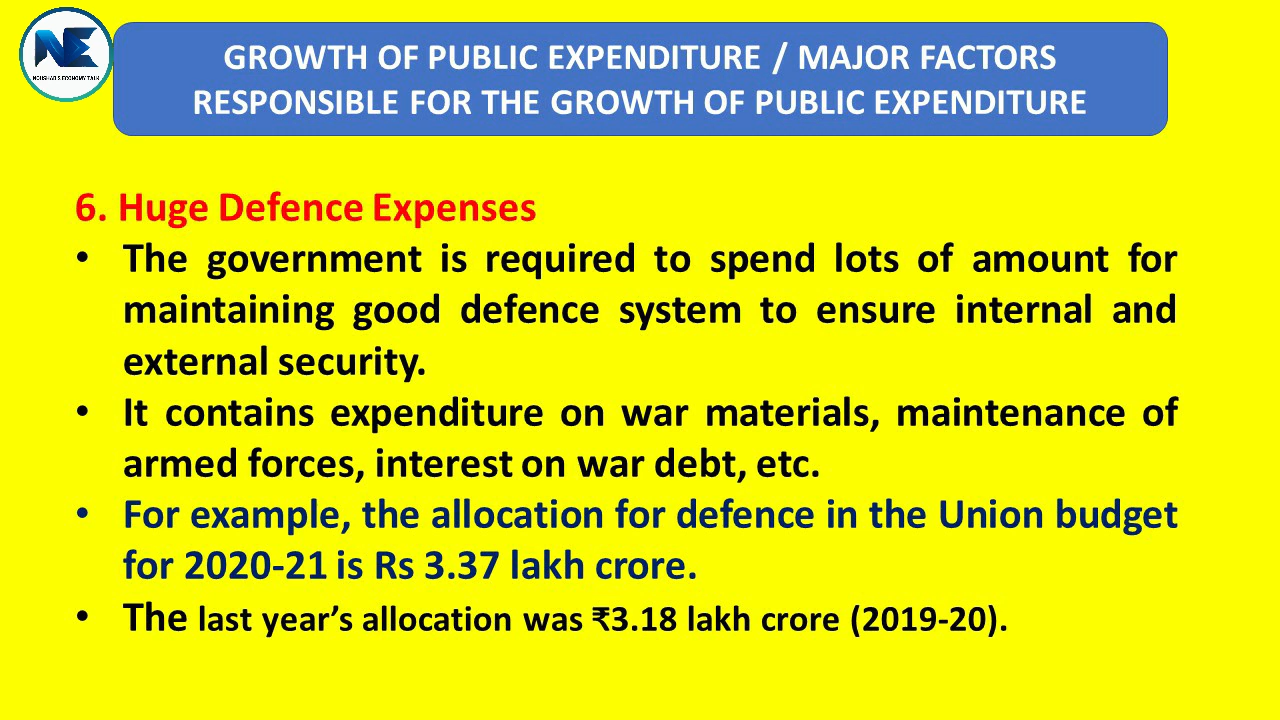 NE
NOUSHAD'S ECONOMY TALK
GROWTH OF PUBLIC EXPENDITURE / MAJOR FACTORS
RESPONSIBLE FOR THE GROWTH OF PUBLIC EXPENDITURE
6. Huge Defence Expenses
• The government is required to spend lots of amount for
maintaining good defence system to ensure internal and
external security.
• It contains expenditure on war materials, maintenance of
armed forces, interest on war debt, etc.
• For example, the allocation for defence in the Union budget
for 2020-21 is Rs 3.37 lakh crore.
• The last year’s allocation was ₹3.18 lakh crore (2019-20).